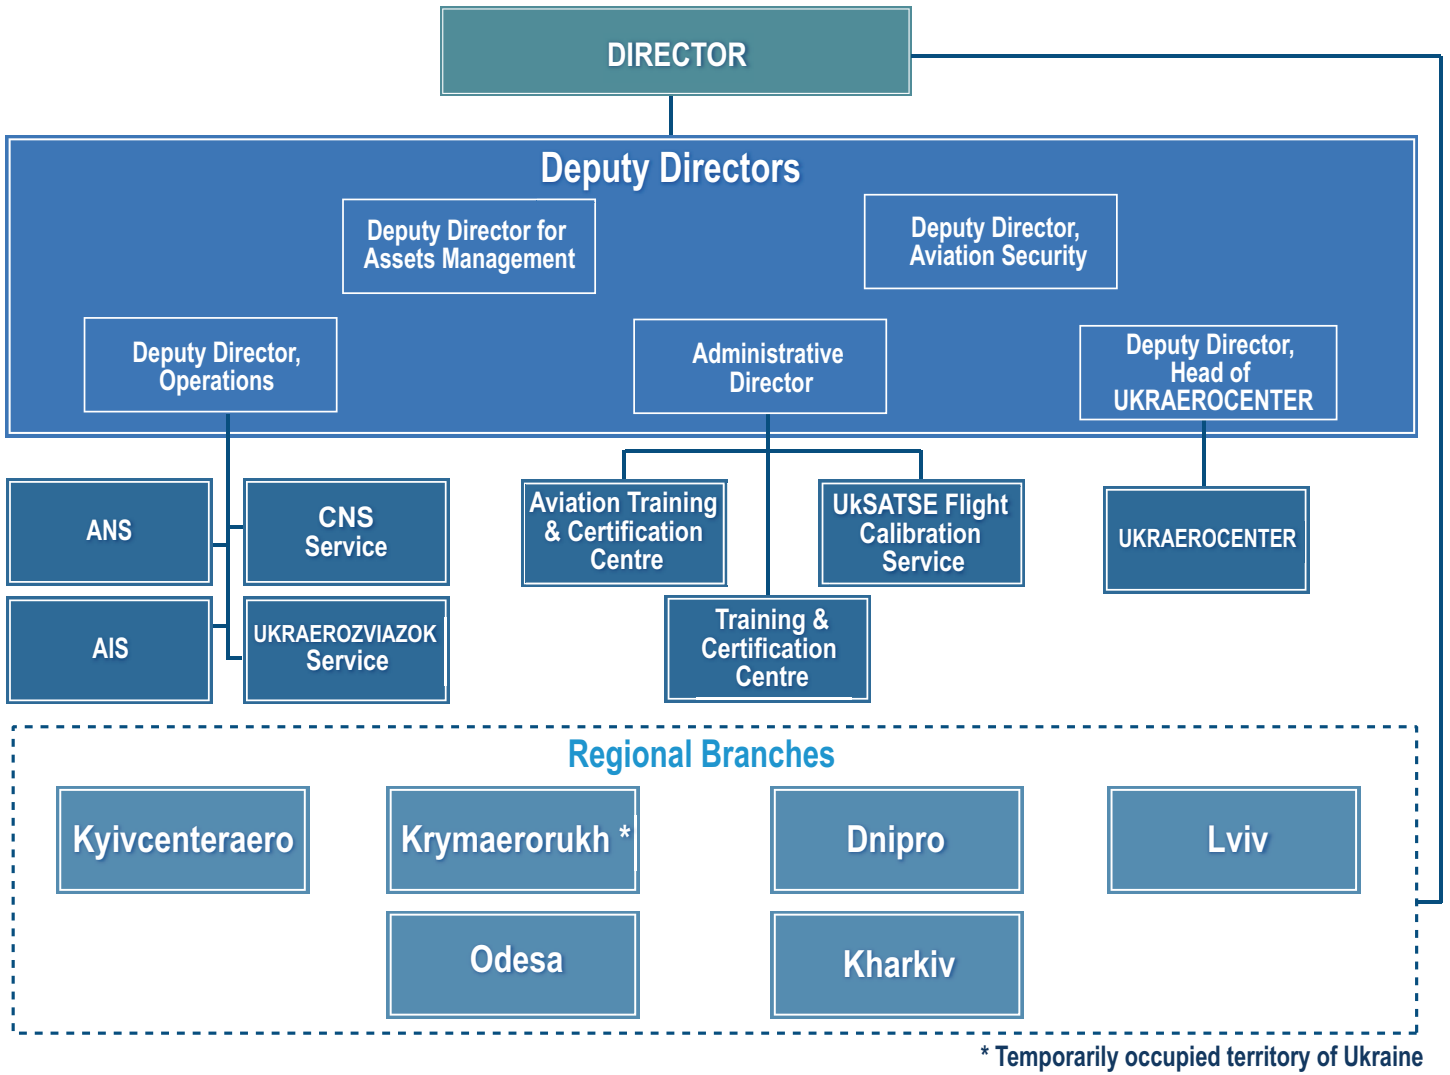 DIRECTOR
Deputy Directors
Deputy Director for
Assets Management
Deputy Director,
Aviation Security
Deputy Director,
Operations
Administrative
Director
Deputy Director,
Head of
UKRAEROCENTER
ANS
CNS
Service
Aviation Training
& Certification
Centre
UkSATSE Flight
Calibration
Service
UKRAEROCENTER
AIS
UKRAEROZVIAZOK
Service
Training &
Certification
Centre
Regional Branches
Kyivcenteraero
Krymaerorukh *
Dnipro
Lviv
Odesa
Kharkiv
* Temporarily occupied territory of Ukraine